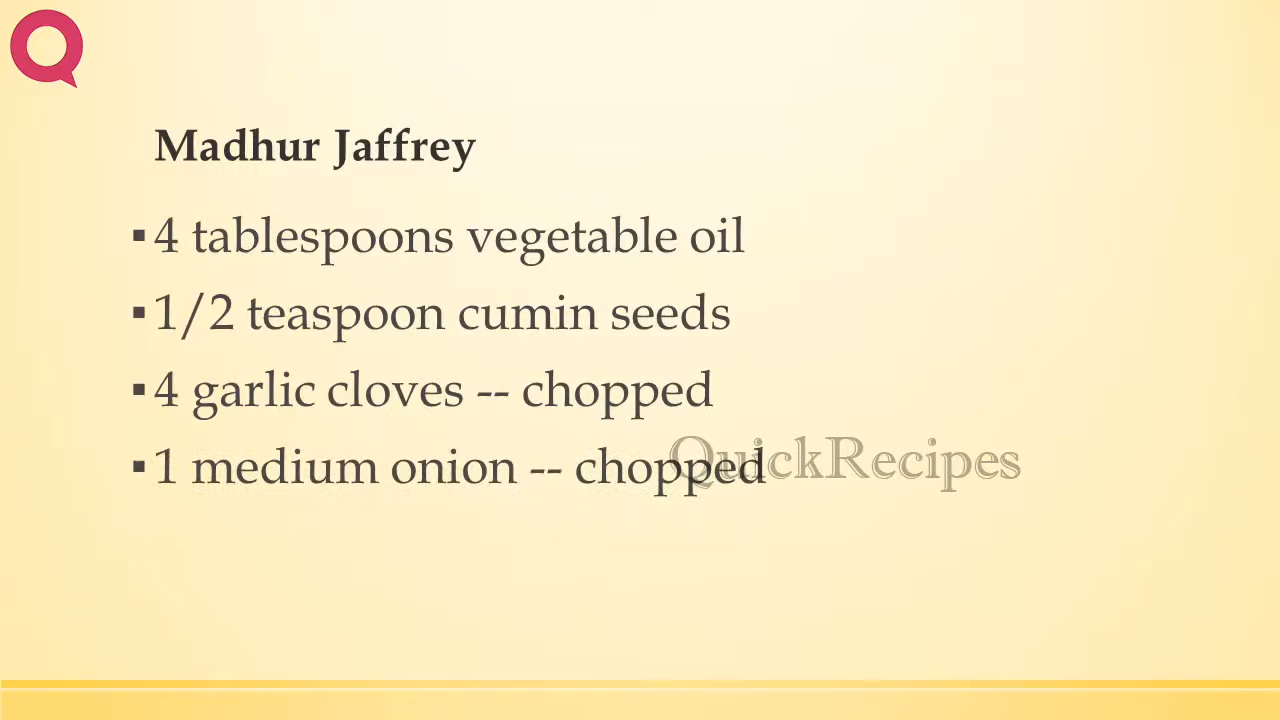 Madhur Jaffrey
▪4 tablespoons vegetable oil
▪1/2 teaspoon cumin seeds
▪4 garlic cloves -- chopped
▪1 medium onion -- chopped
QuickRecipes